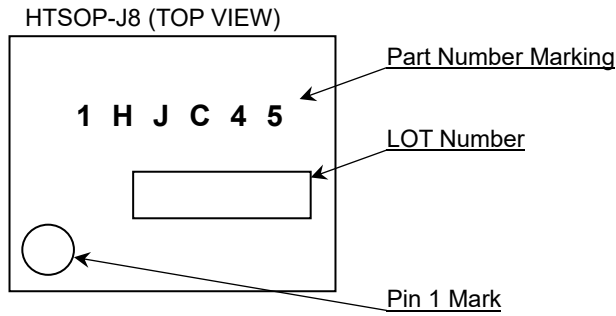 HTSOP-J8 (TOP VIEW)
Part Number Marking
1 H J C 4 5
LOT Number
Pin 1 Mark